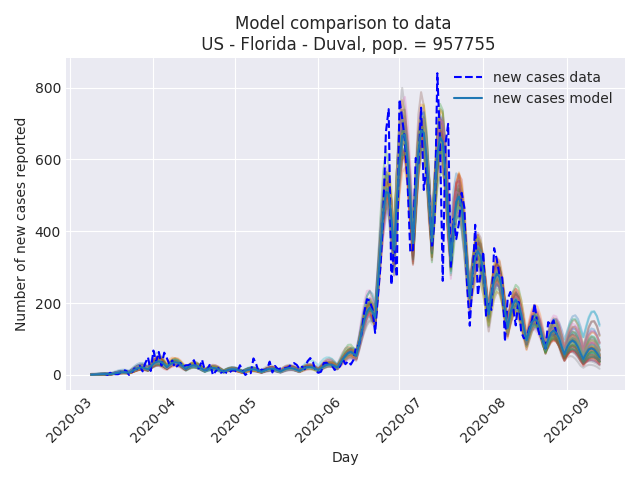 Model comparison to data
US - Florida - Duval, pop. = 957755
new cases data
new cases model
Number of new cases reported
800
600
400
200
0
2020-03
2020-04
2020-05
2020-06
2020-07
2020-08
2020-09
Day